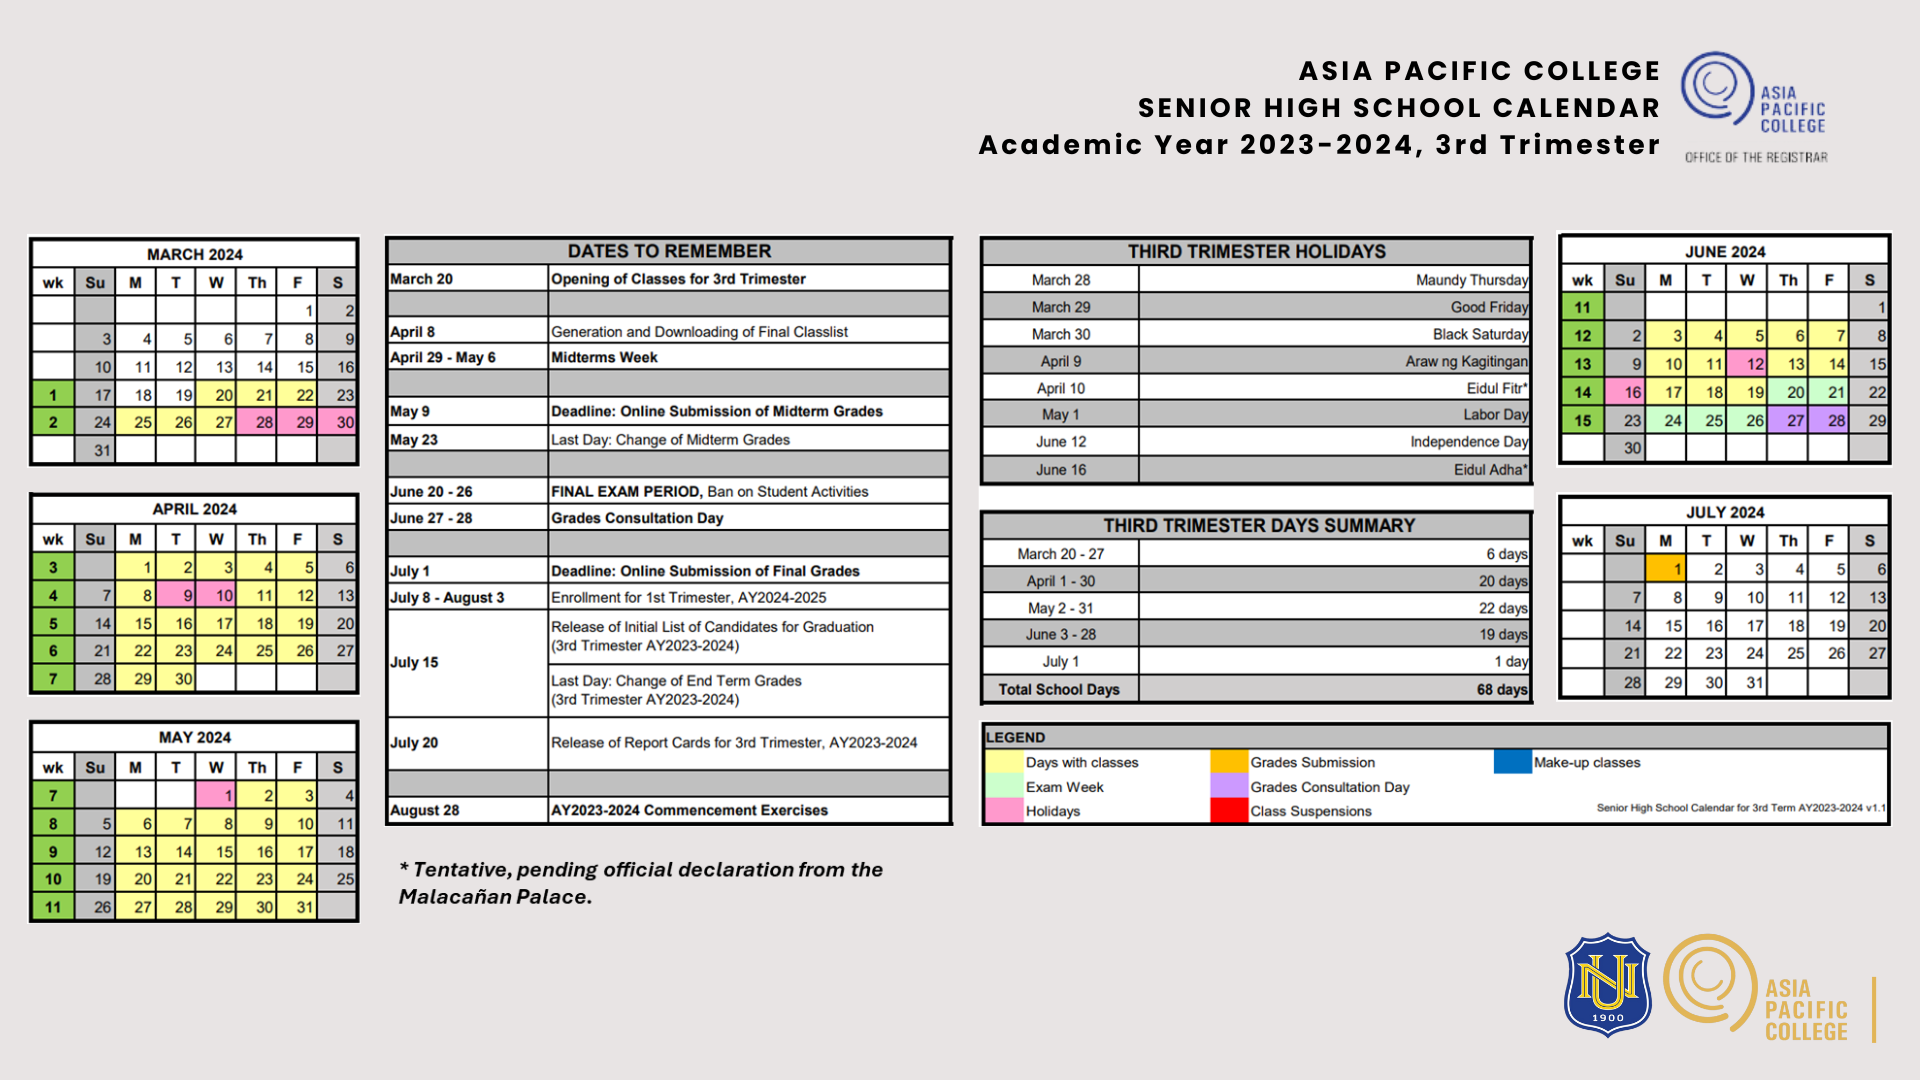 ASIA PACIFIC COLLEGE
SENIOR HIGH SCHOOL CALENDAR
Academic Year 2023-2024, 3rd Trimester
ASIA
PACIFIC
COLLEGE
OFFICE OF THE REGISTRAR
MARCH 2024
wk Su M T W Th F S
1 2
3 4 5 6 7 8 9
10 11 12 13 14 15 16
1 17 18 19 20 21 22 23
2 24 25 26 27 28 29 30
31
APRIL 2024
wk Su M T W Th F S
3 1 2 3 4 5 6
4 7 8 9 10 11 12 13
5 14 15 16 17 18 19 20
6 21 22 23 24 25 26 27
7 28 29 30
MAY 2024
wk Su M T W Th F S
7 1 2 3 4
8 5 6 7 8 9 10 11
9 12 13 14 15 16 17 18
10 19 20 21 22 23 24 25
11 26 27 28 29 30 31
DATES TO REMEMBER
March 20 Opening of Classes for 3rd Trimester
April 8 Generation and Downloading of Final Classlist
April 29 - May 6 Midterms Week
May 9 Deadline: Online Submission of Midterm Grades
May 23 Last Day: Change of Midterm Grades
June 20 - 26 FINAL EXAM PERIOD, Ban on Student Activities
June 27 - 28 Grades Consultation Day
July 1 Deadline: Online Submission of Final Grades
July 8 - August 3 Enrollment for 1st Trimester, AY2024-2025
July 15 Release of Initial List of Candidates for Graduation
(3rd Trimester AY2023-2024)
Last Day: Change of End Term Grades
(3rd Trimester AY2023-2024)
July 20 Release of Report Cards for 3rd Trimester, AY2023-2024
August 28 AY2023-2024 Commencement Exercises
* Tentative, pending official declaration from the
Malacañan Palace.
THIRD TRIMESTER HOLIDAYS
March 28 Maundy Thursday
March 29 Good Friday
March 30 Black Saturday
April 9 Araw ng Kagitingan
April 10 Eidul Fitr*
May 1 Labor Day
June 12 Independence Day
June 16 Eidul Adha*
THIRD TRIMESTER DAYS SUMMARY
March 20 - 27 6 days
April 1 - 30 20 days
May 2 - 31 22 days
June 3 - 28 19 days
July 1 1 day
Total School Days 68 days
JUNE 2024
wk Su M T W Th F S
11 1
12 2 3 4 5 6 7 8
13 9 10 11 12 13 14 15
14 16 17 18 19 20 21 22
15 23 24 25 26 27 28 29
30
JULY 2024
wk Su M T W Th F S
1 2 3 4 5 6
7 8 9 10 11 12 13
14 15 16 17 18 19 20
21 22 23 24 25 26 27
28 29 30 31
LEGEND
Days with classes Grades Submission Make-up classes
Exam Week Grades Consultation Day
Holidays Class Suspensions
Senior High School Calendar for 3rd Term AY2023-2024 v1.1
NU
1900
ASIA
PACIFIC
COLLEGE